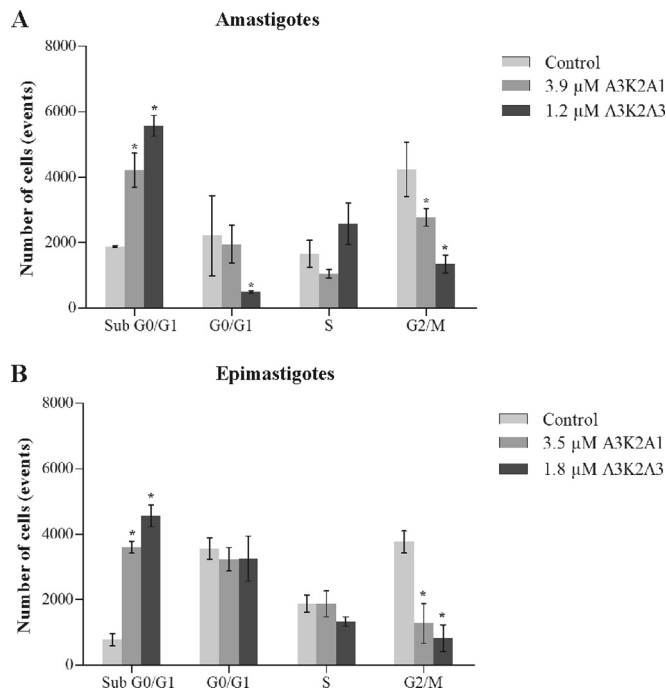 A
Amastigotes
Number of cells (events)
8000
6000
4000
2000
0
* * * * *
Sub G0/G1 G0/G1 S G2/M
Control
3.9 µM A3K2A1
1.2 µM Λ3K2Λ3
B
Epimastigotes
Number of cells (events)
8000
6000
4000
2000
0
* * * *
Sub G0/G1 G0/G1 S G2/M
Control
3.5 µM A3K2A1
1.8 µM Λ3K2Λ3